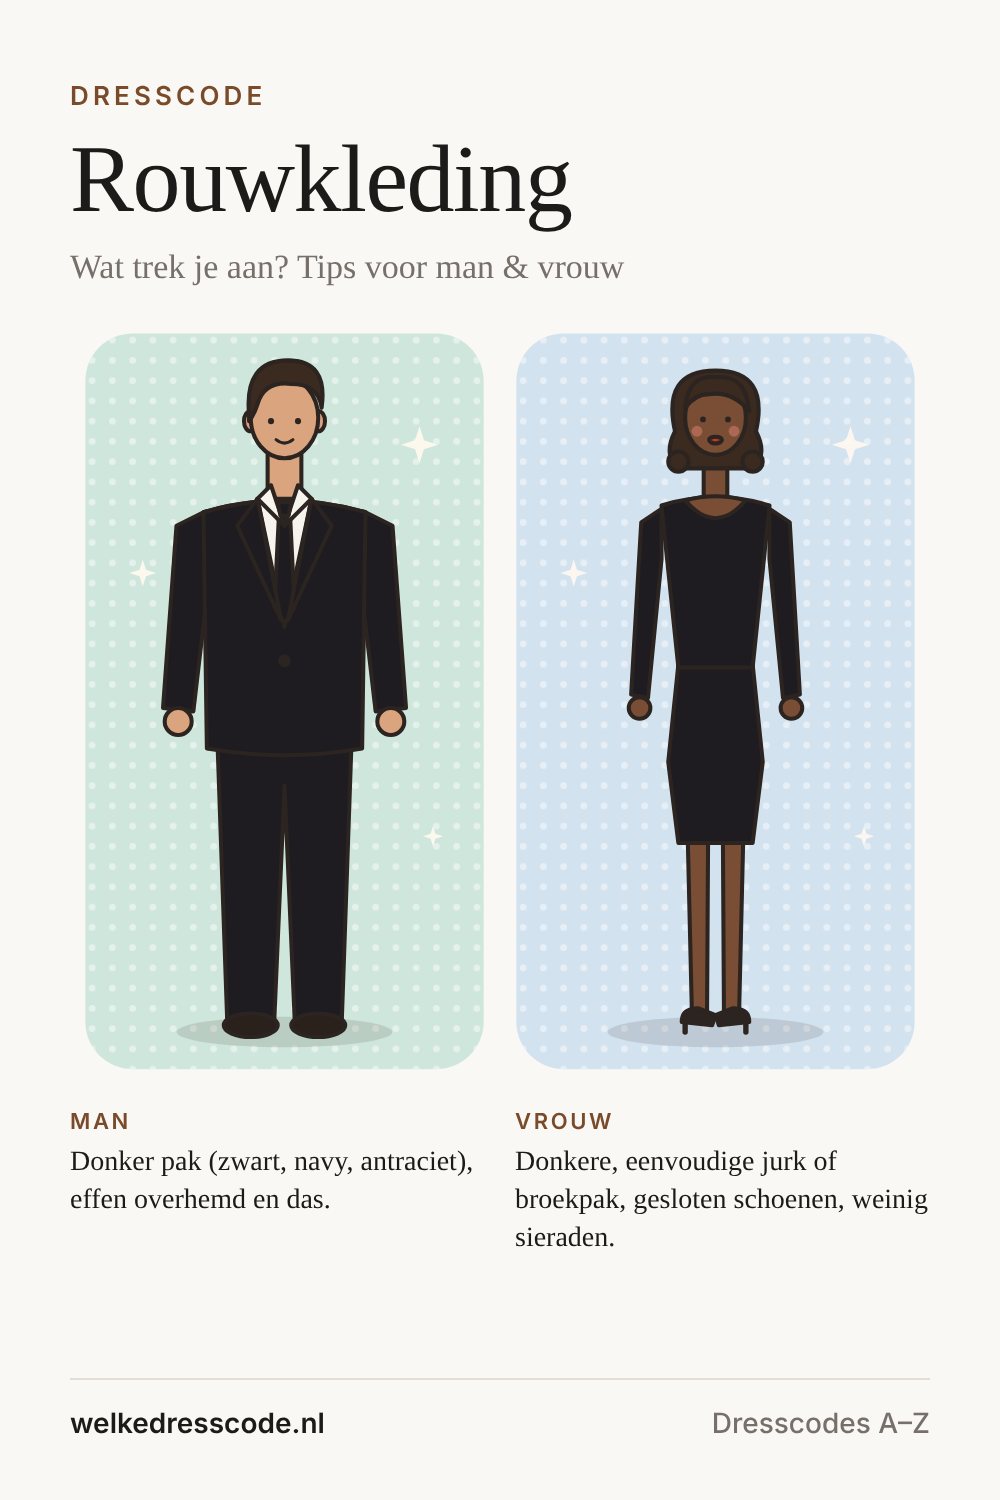 DRESSCODE
Rouwkleding
Wat trek je aan? Tips voor man & vrouw
MAN
Donker pak (zwart, navy, antraciet),
effen overhemd en das.
VROUW
Donkere, eenvoudige jurk of
broekpak, gesloten schoenen, weinig
sieraden.
welkedresscode.nl
Dresscodes A–Z